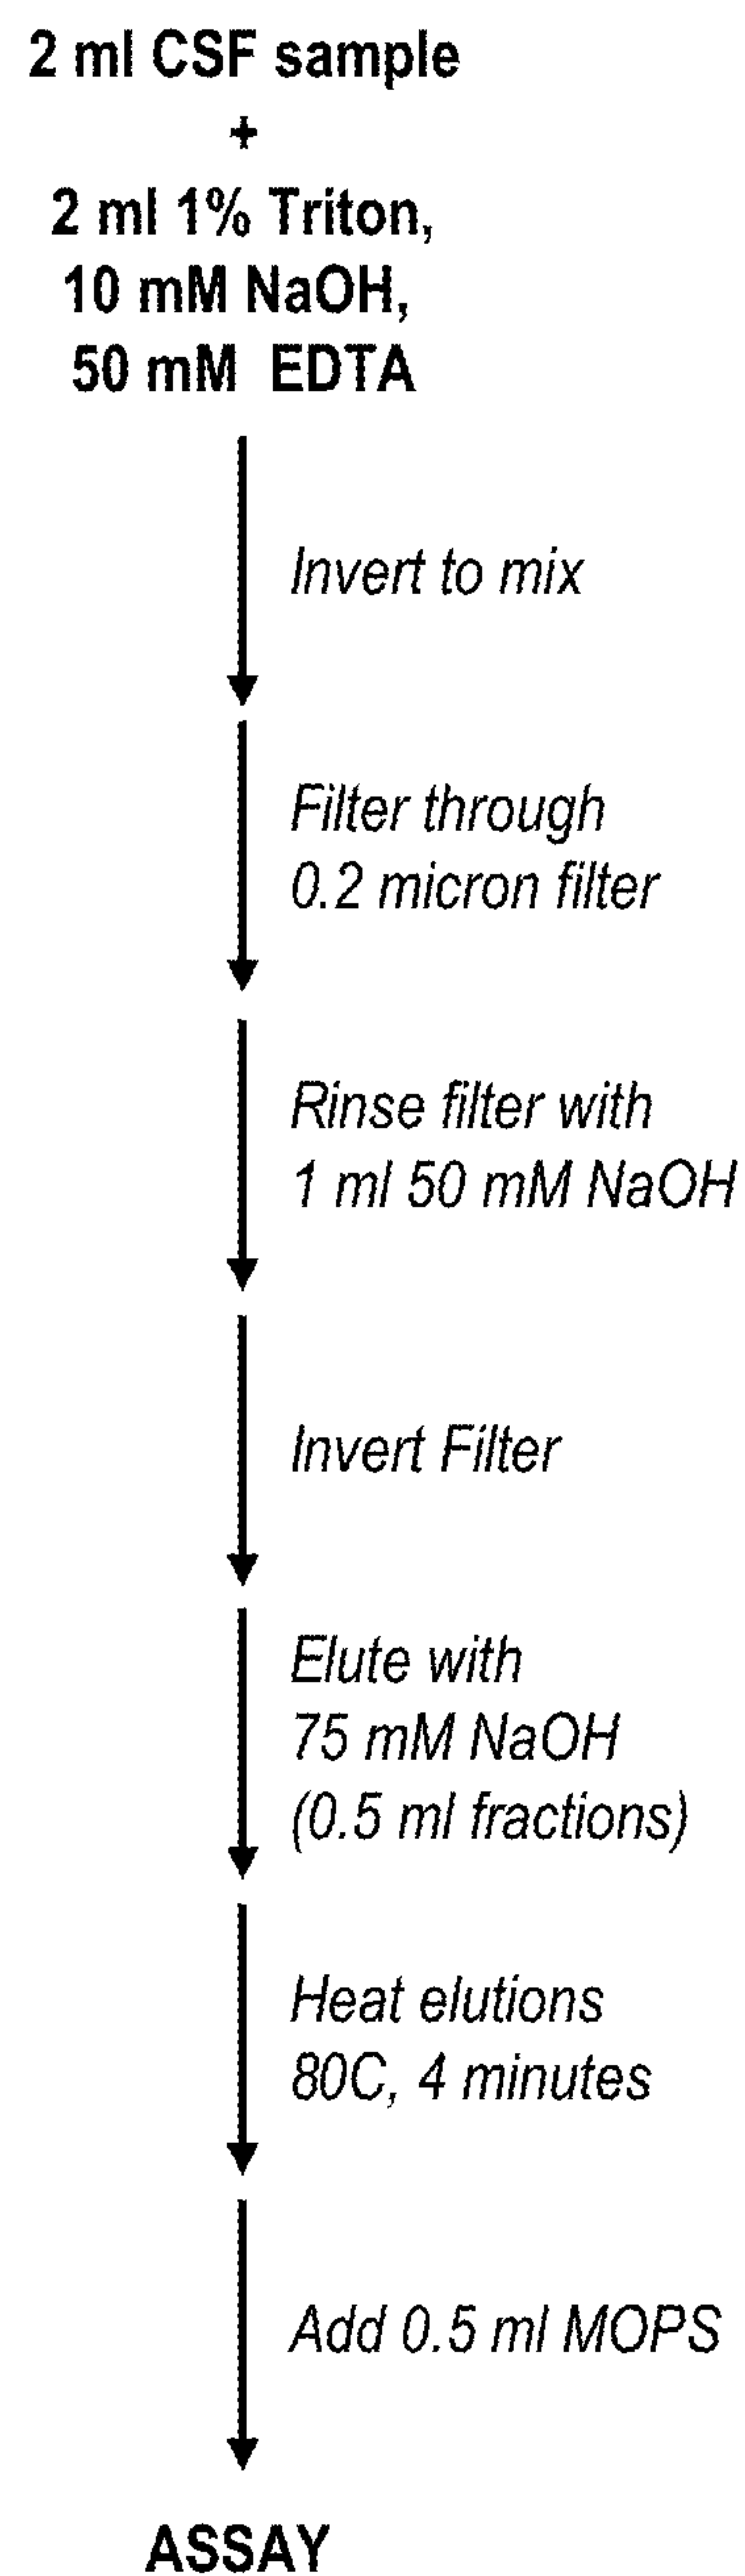 2 ml CSF sample
+
2 ml 1% Triton,
10 mM NaOH,
50 mM EDTA
Invert to mix
Filter through
0.2 micron filter
Rinse filter with
1 ml 50 mM NaOH
Invert Filter
Elute with
75 mM NaOH
(0.5 ml fractions)
Heat elutions
80C, 4 minutes
Add 0.5 ml MOPS
ASSAY